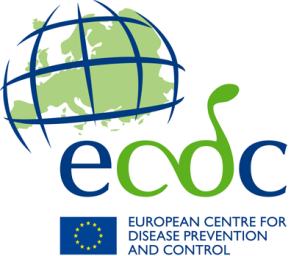 ecdc
EUROPEAN CENTRE FOR
DISEASE PREVENTION
AND CONTROL